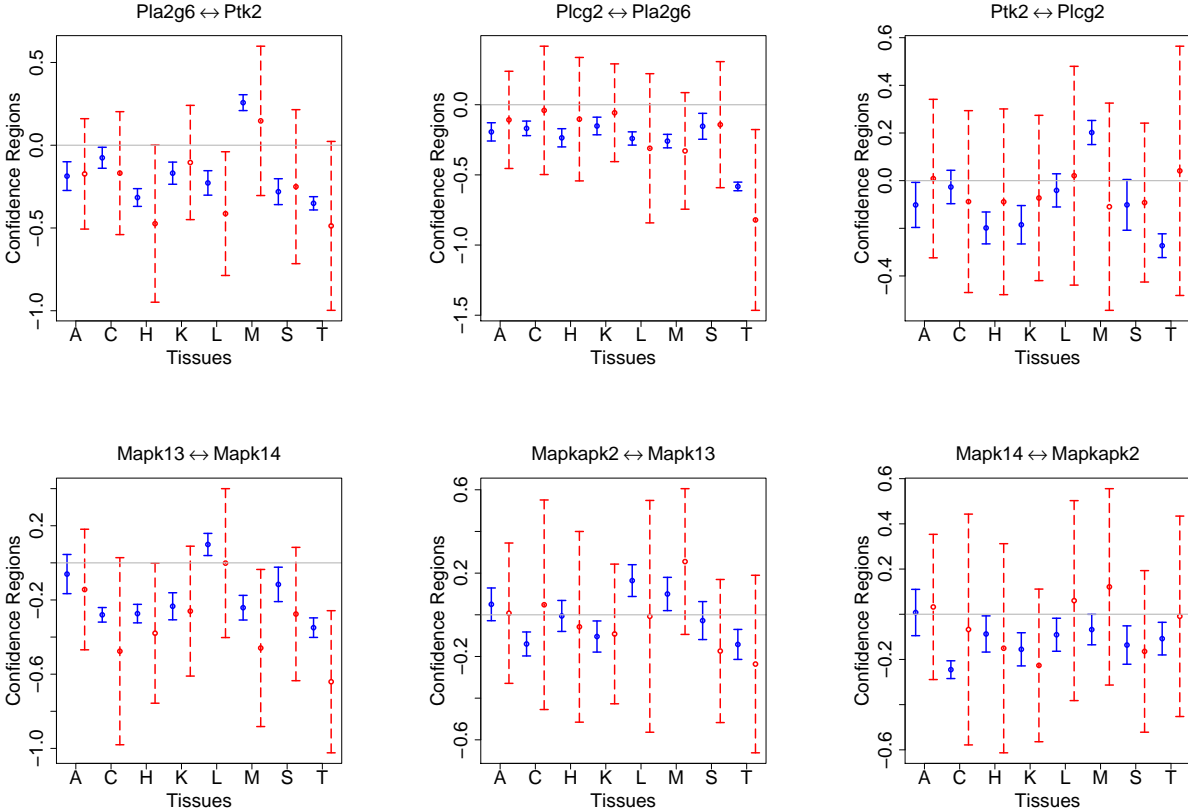 Pla2g6 ↔ Ptk2
Plcg2 ↔ Pla2g6
Ptk2 ↔ Plcg2
Confidence Regions
0.5
0.0
−0.5
−1.0
A C H K L M S T
Tissues
Confidence Regions
0.0
−0.5
−1.0
−1.5
A C H K L M S T
Tissues
Confidence Regions
0.6
0.2
0.0
−0.4
A C H K L M S T
Tissues
Mapk13 ↔ Mapk14
Mapkapk2 ↔ Mapk13
Mapk14 ↔ Mapkapk2
Confidence Regions
0.2
−0.2
−0.6
−1.0
A C H K L M S T
Tissues
Confidence Regions
0.6
0.2
−0.2
−0.6
A C H K L M S T
Tissues
Confidence Regions
0.6
0.4
0.2
−0.2
−0.6
A C H K L M S T
Tissues